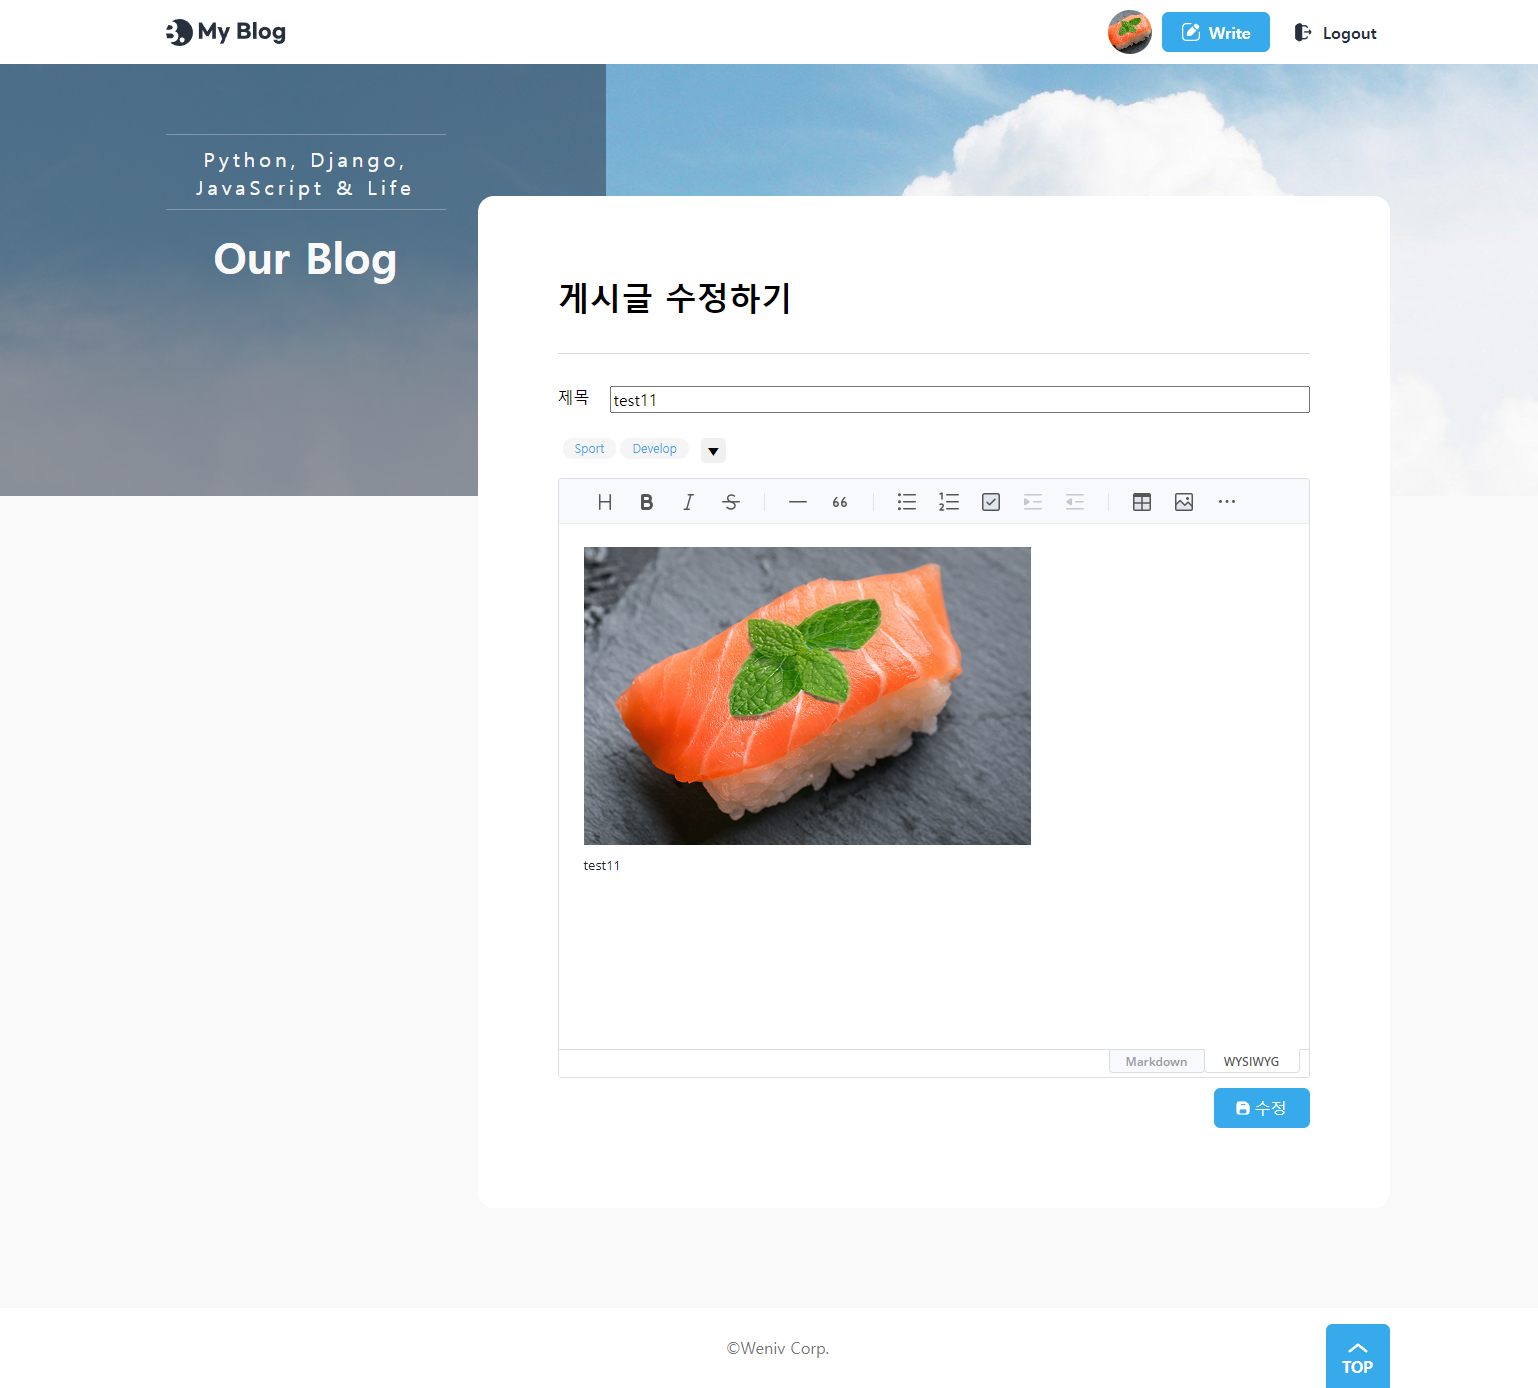 My Blog
Write
Logout
Python, Django,
JavaScript & Life
Our Blog
게시글 수정하기
제목
test11
Sport
Develop
test11
Markdown
WYSIWYG
수정
©Weniv Corp.
TOP